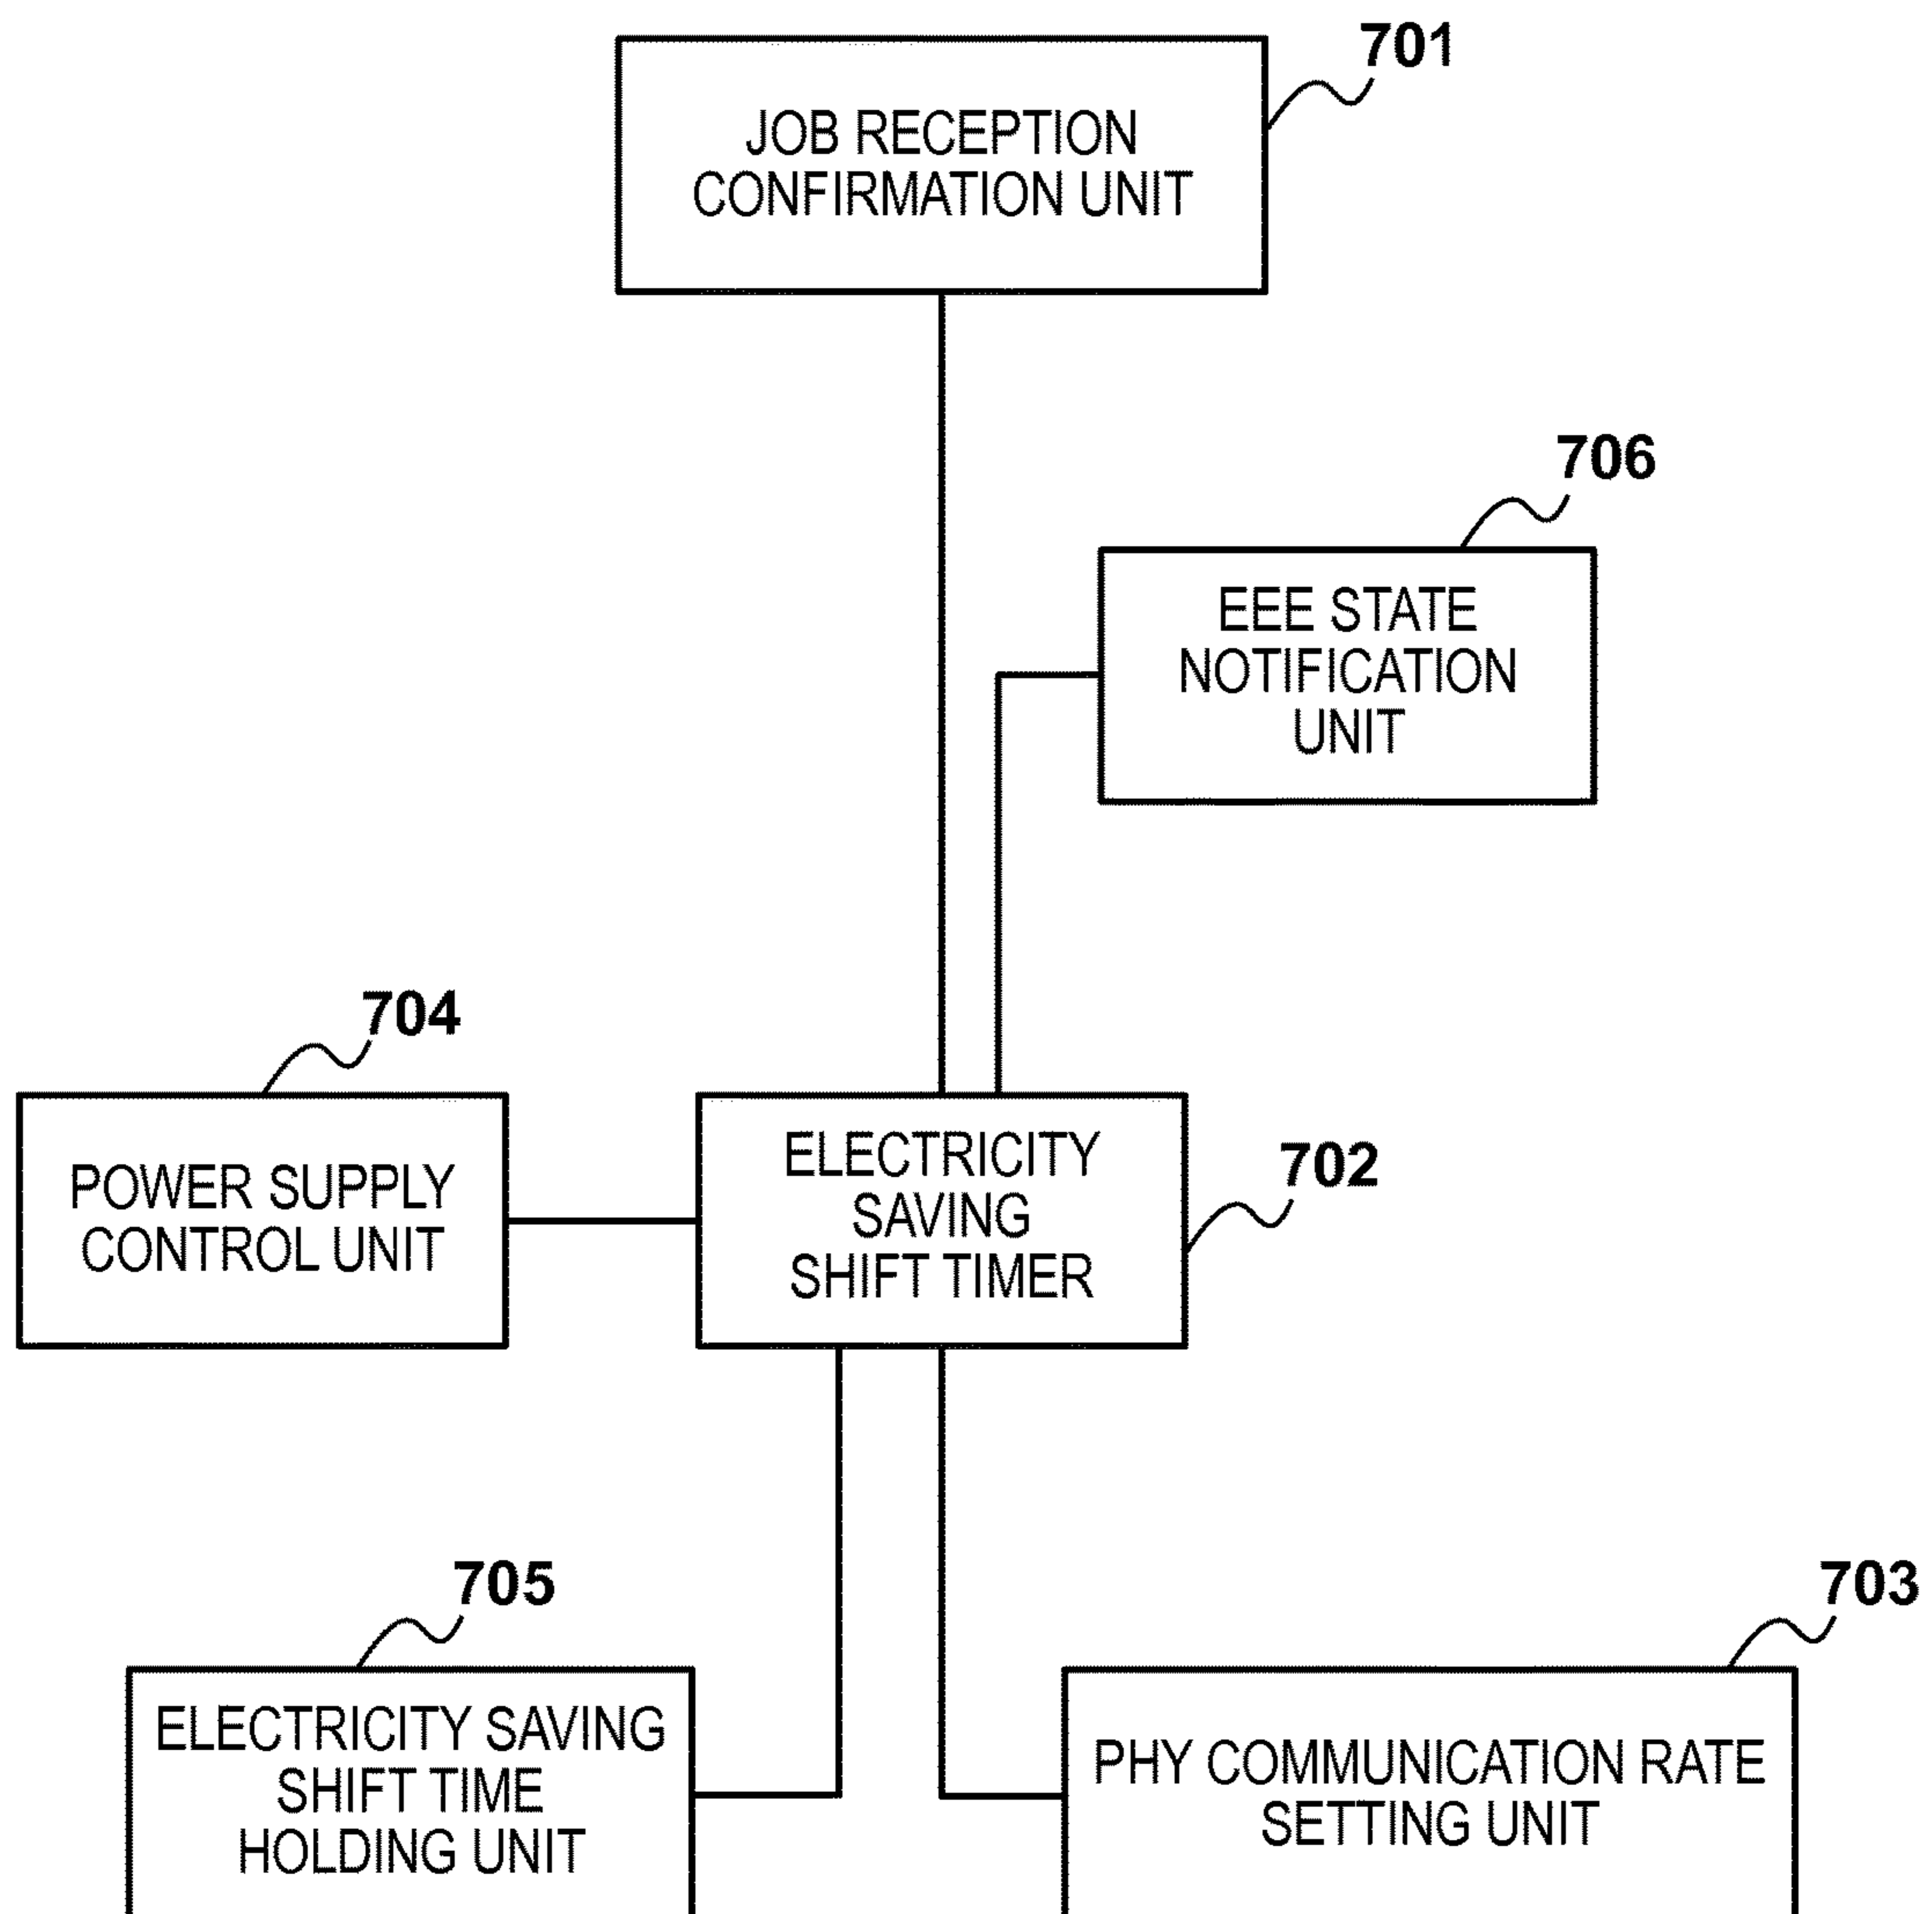 701
JOB RECEPTION
CONFIRMATION UNIT
706
EEE STATE
NOTIFICATION
UNIT
704
POWER SUPPLY
CONTROL UNIT
702
ELECTRICITY
SAVING
SHIFT TIMER
705
ELECTRICITY SAVING
SHIFT TIME
HOLDING UNIT
703
PHY COMMUNICATION RATE
SETTING UNIT